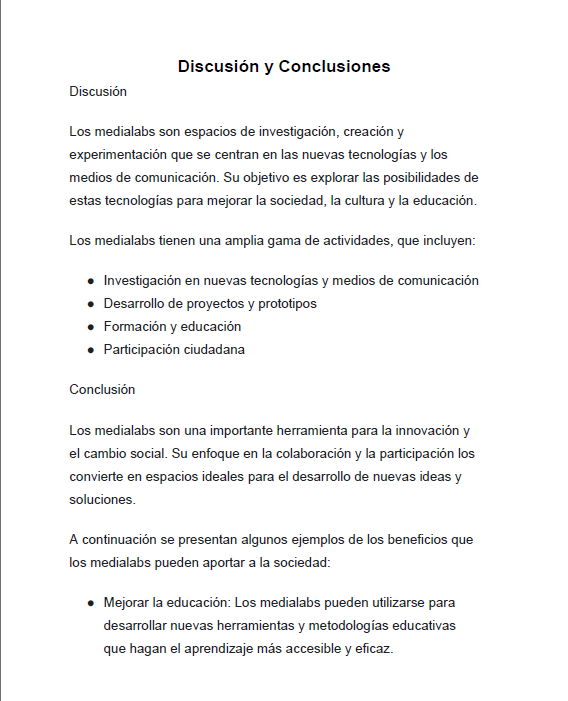 Discusión y Conclusiones
Discusión
Los medialabs son espacios de investigación, creación y
experimentación que se centran en las nuevas tecnologías y los
medios de comunicación. Su objetivo es explorar las posibilidades de
estas tecnologías para mejorar la sociedad, la cultura y la educación.
Los medialabs tienen una amplia gama de actividades, que incluyen:
● Investigación en nuevas tecnologías y medios de comunicación
● Desarrollo de proyectos y prototipos
● Formación y educación
● Participación ciudadana
Conclusión
Los medialabs son una importante herramienta para la innovación y
el cambio social. Su enfoque en la colaboración y la participación los
convierte en espacios ideales para el desarrollo de nuevas ideas y
soluciones.
A continuación se presentan algunos ejemplos de los beneficios que
los medialabs pueden aportar a la sociedad:
● Mejorar la educación: Los medialabs pueden utilizarse para
desarrollar nuevas herramientas y metodologías educativas
que hagan el aprendizaje más accesible y eficaz.